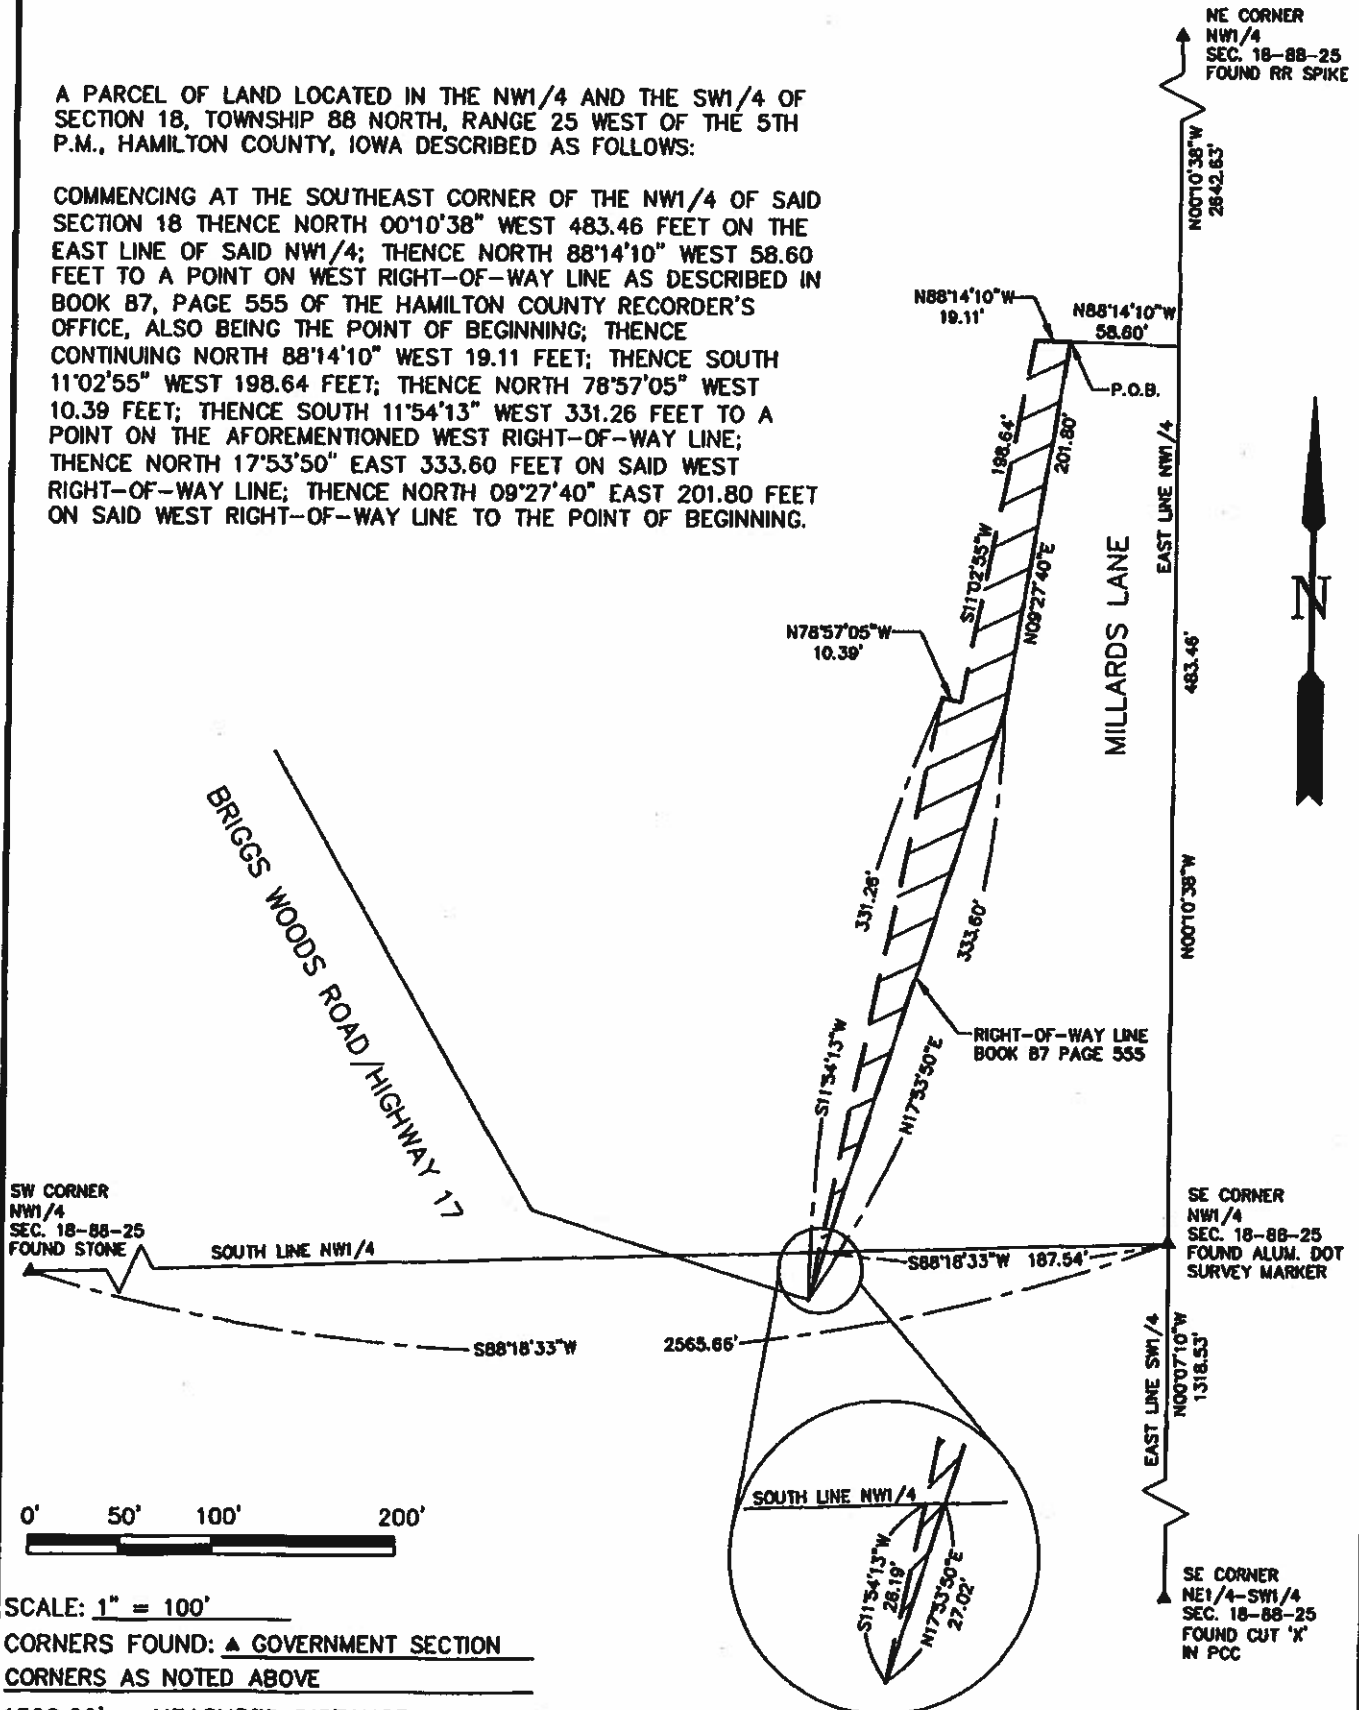 NE CORNER
NW1/4
SEC. 18-88-25
FOUND RR SPIKE
A PARCEL OF LAND LOCATED IN THE NW1/4 AND THE SW1/4 OF
SECTION 18, TOWNSHIP 88 NORTH, RANGE 25 WEST OF THE 5TH
P.M., HAMILTON COUNTY, IOWA DESCRIBED AS FOLLOWS:
COMMENCING AT THE SOUTHEAST CORNER OF THE NW1/4 OF SAID
SECTION 18 THENCE NORTH 00°10'38" WEST 483.46 FEET ON THE
EAST LINE OF SAID NW1/4; THENCE NORTH 88°14'10" WEST 58.60
FEET TO A POINT ON WEST RIGHT-OF-WAY LINE AS DESCRIBED IN
BOOK 87, PAGE 555 OF THE HAMILTON COUNTY RECORDER'S
OFFICE, ALSO BEING THE POINT OF BEGINNING; THENCE
CONTINUING NORTH 88°14'10" WEST 19.11 FEET; THENCE SOUTH
11°02'55" WEST 198.64 FEET; THENCE NORTH 78°57'05" WEST
10.39 FEET; THENCE SOUTH 11°54'13" WEST 331.26 FEET TO A
POINT ON THE AFOREMENTIONED WEST RIGHT-OF-WAY LINE;
THENCE NORTH 17°53'50" EAST 333.60 FEET ON SAID WEST
RIGHT-OF-WAY LINE; THENCE NORTH 09°27'40" EAST 201.80 FEET
ON SAID WEST RIGHT-OF-WAY LINE TO THE POINT OF BEGINNING.
N00°10'38"W
2642.63'
N88°14'10"W
19.11'
N88°14'10"W
58.60'
P.O.B.
198.64'
201.80'
EAST LINE NW1/4
S11°02'55"W
N09°27'40"E
MILLARDS LANE
N
N78°57'05"W
10.39'
483.46'
BRIGGS WOODS ROAD/HIGHWAY 17
331.26'
333.60'
N00°10'38"W
RIGHT-OF-WAY LINE
BOOK 87 PAGE 555
S11°54'13"W
N17°53'50"E
SW CORNER
NW1/4
SEC. 18-88-25
FOUND STONE
SOUTH LINE NW1/4
S88°18'33"W 187.54'
SE CORNER
NW1/4
SEC. 18-88-25
FOUND ALUM. DOT
SURVEY MARKER
S88°18'33"W 2565.66'
EAST LINE SW1/4
N00°07'10"W
1318.53'
SOUTH LINE NW1/4
S11°54'13"W
28.19'
N17°53'50"E
27.02'
0' 50' 100' 200'
SCALE: 1" = 100'
CORNERS FOUND: ▲ GOVERNMENT SECTION
CORNERS AS NOTED ABOVE
SE CORNER
NE1/4-SW1/4
SEC. 18-88-25
FOUND CUT 'X'
IN PCC